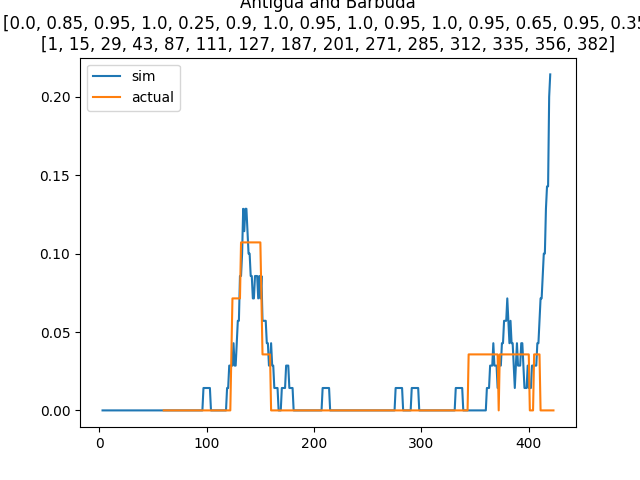 Antigua and Barbuda
[0.0, 0.85, 0.95, 1.0, 0.25, 0.9, 1.0, 0.95, 1.0, 0.95, 1.0, 0.95, 0.65, 0.95, 0.35
[1, 15, 29, 43, 87, 111, 127, 187, 201, 271, 285, 312, 335, 356, 382]
sim
actual
0.20
0.15
0.10
0.05
0.00
0 100 200 300 400